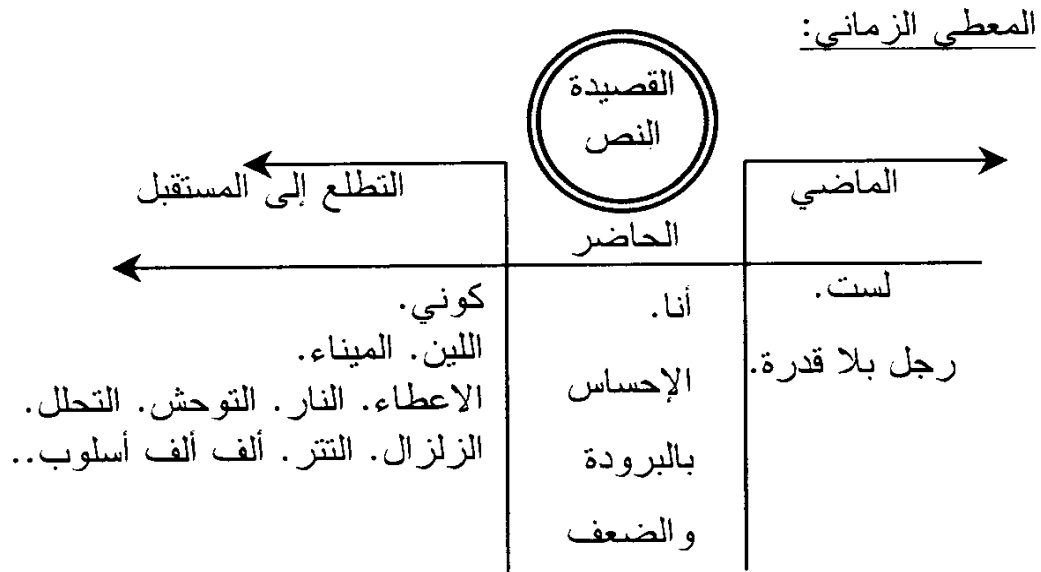 المعطي الزماني:
القصيدة
النص
الماضي
التطلع إلى المستقبل
الحاضر
لست.
رجل بلا قدرة.
أنا.
الإحساس
بالبرودة
والضعف
كوني.
اللين. الميناء.
الاعطاء. النار. التوحش. التحلل.
الزلزال. التتر. ألف ألف أسلوب..